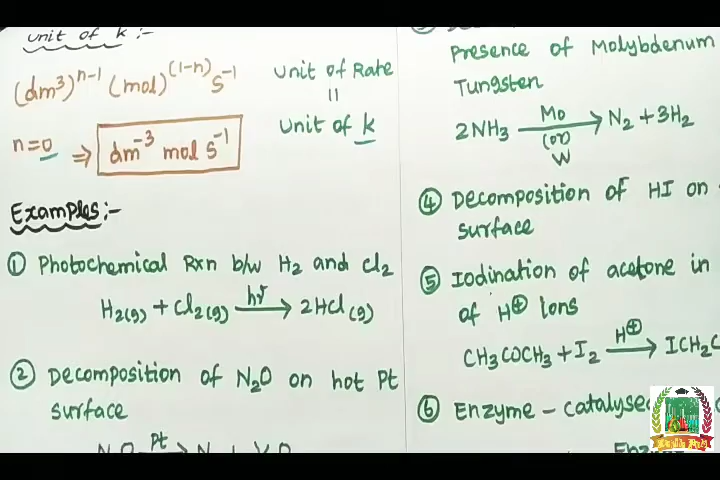 unit of k :-
(dm³)ⁿ⁻¹ (mol)⁽¹⁻ⁿ⁾ s⁻¹
n=0 ⇒ dm⁻³ mol s⁻¹
unit of Rate
=
unit of k
Examples:-
① Photochemical Rxn b/w H₂ and Cl₂
H₂(g) + Cl₂(g) —hν→ 2HCl(g)
② Decomposition of N₂O on hot Pt
surface
Pt
presence of Molybdenum
Tungsten
2NH₃ —Mo (or) W→ N₂ + 3H₂
④ Decomposition of HI on
surface
⑤ Iodination of acetone in
of H⊕ Ions
CH₃COCH₃ + I₂ —H⊕→ ICH₂C
⑥ Enzyme - catalysed